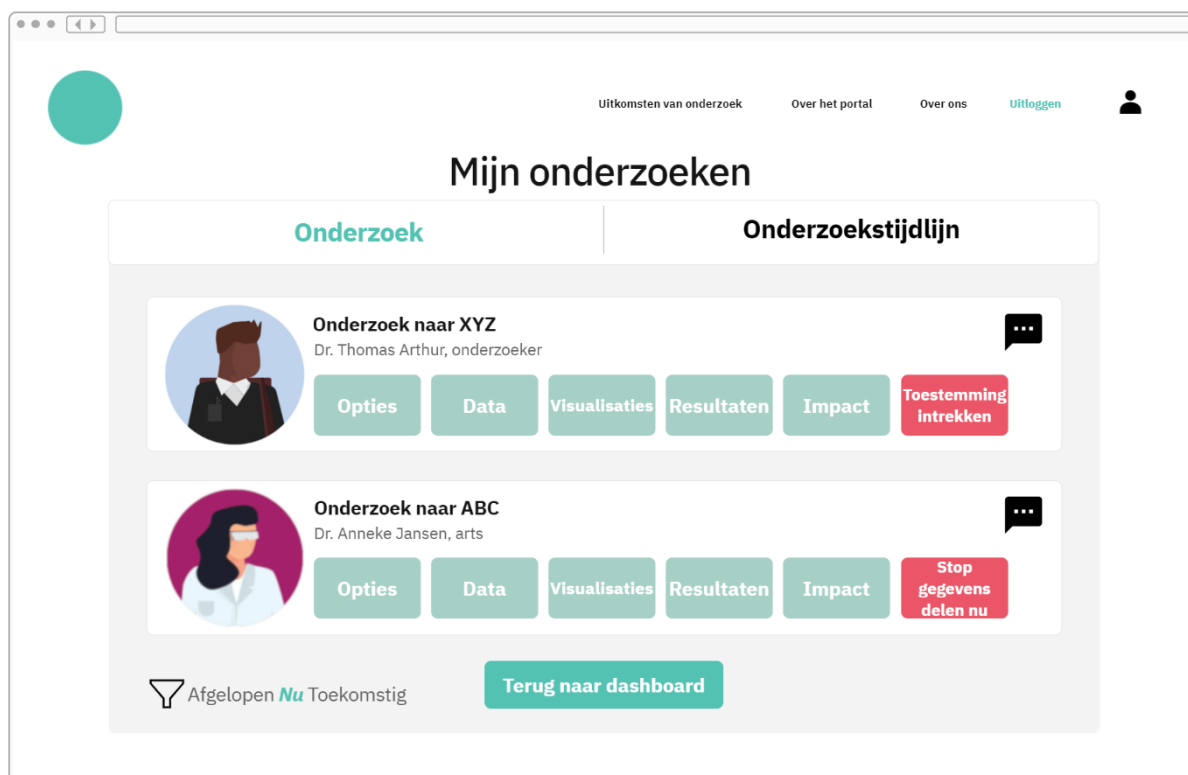 Uitkomsten van onderzoek Over het portal Over ons Uitloggen
Mijn onderzoeken
Onderzoek Onderzoekstijdlijn
Onderzoek naar XYZ
Dr. Thomas Arthur, onderzoeker
Opties Data Visualisaties Resultaten Impact Toestemming
intrekken
Onderzoek naar ABC
Dr. Anneke Jansen, arts
Opties Data Visualisaties Resultaten Impact Stop
gegevens
delen nu
Afgelopen Nu Toekomstig Terug naar dashboard